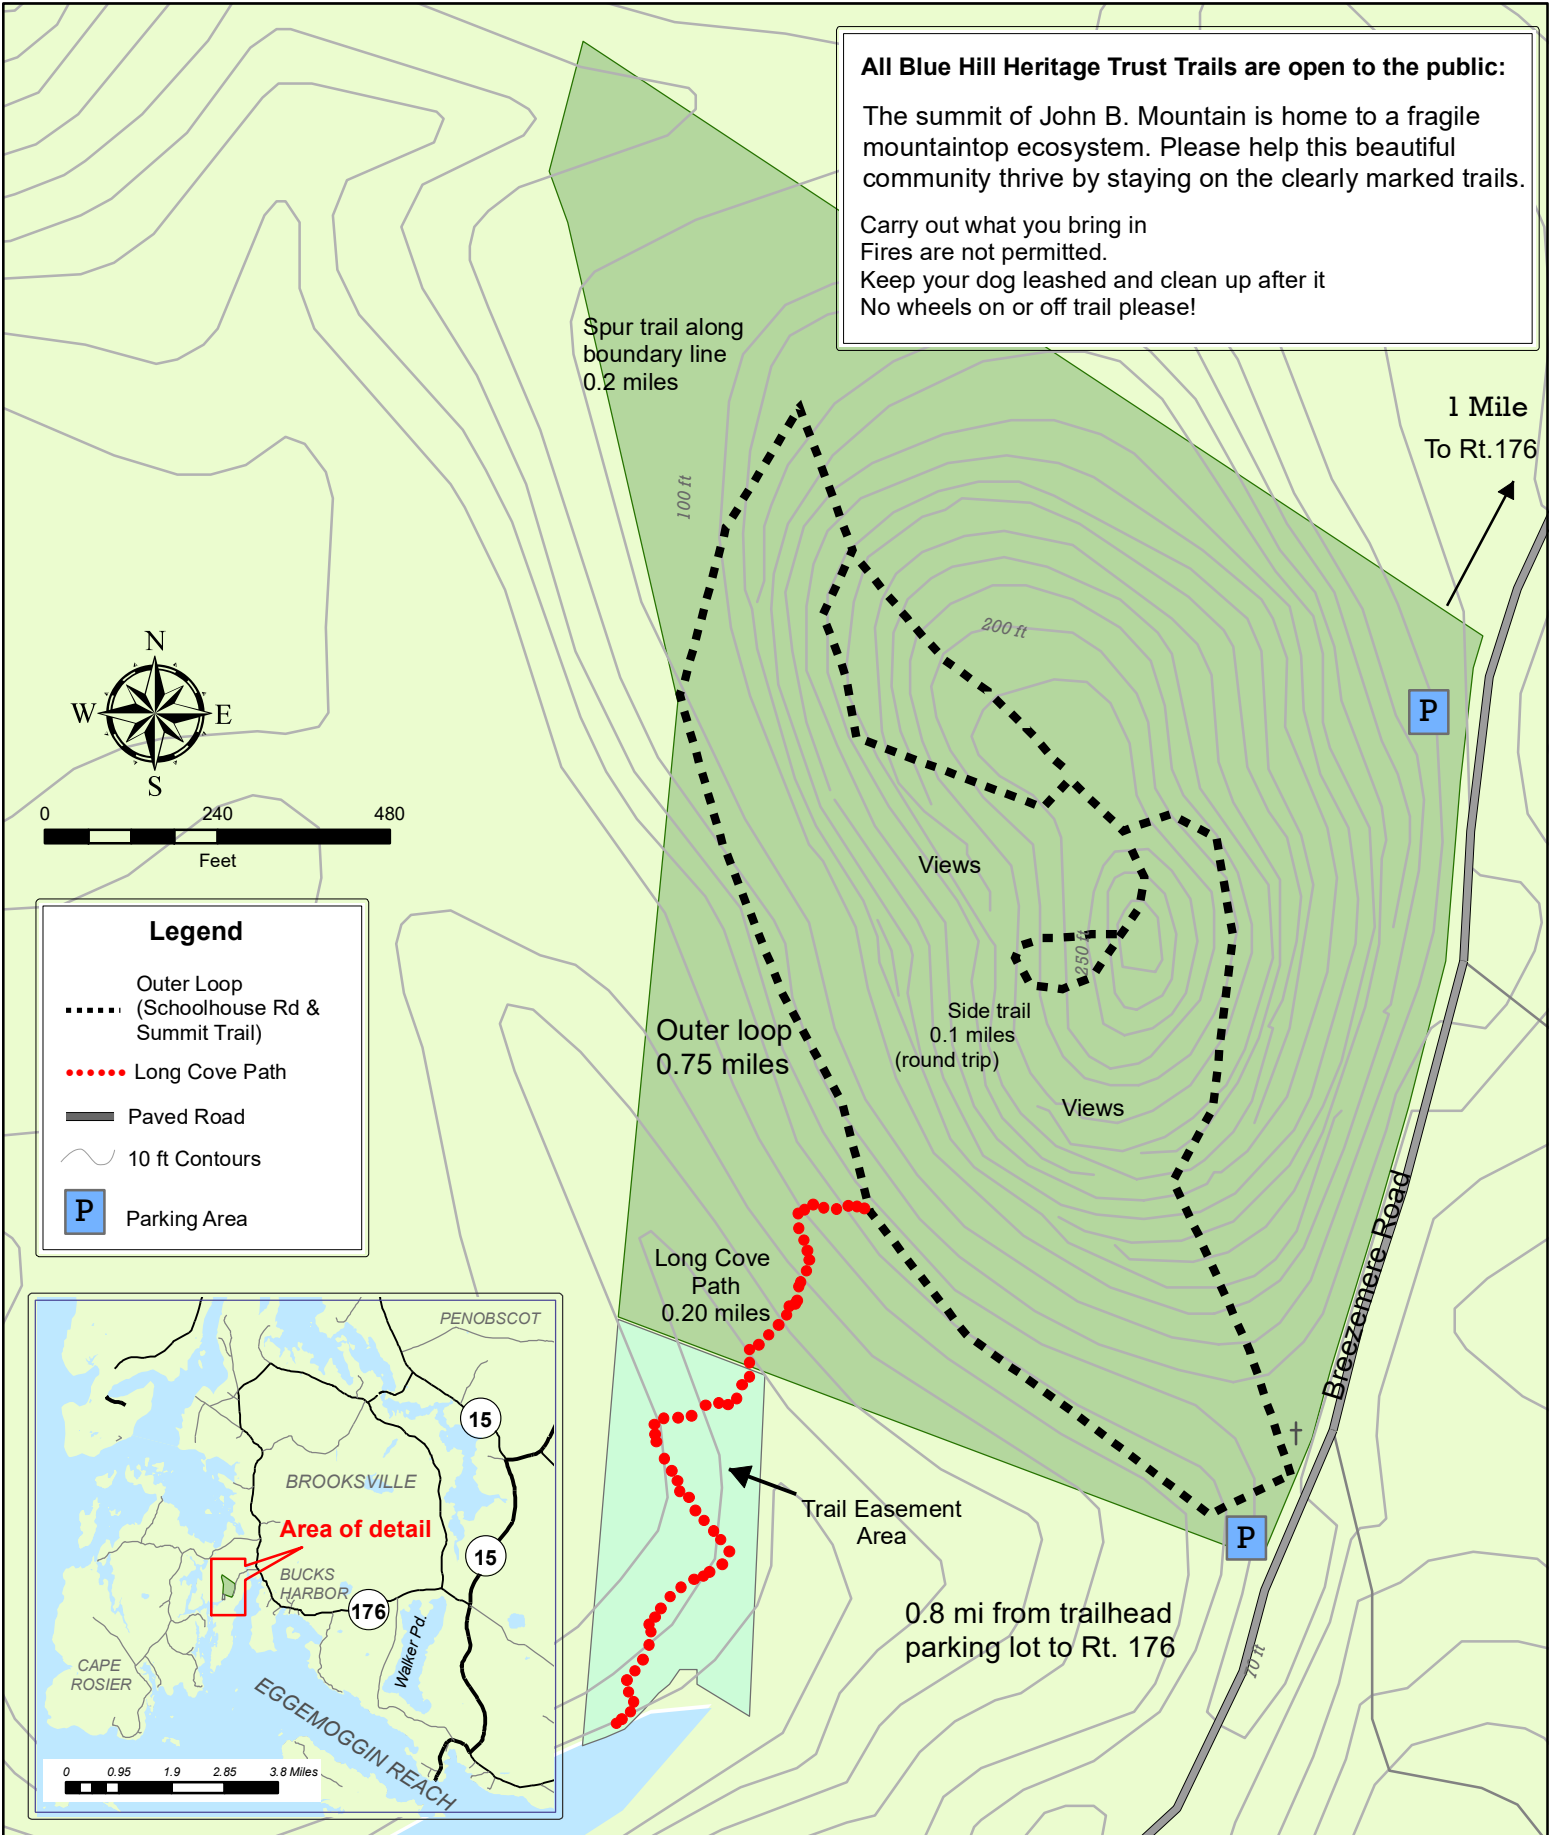 All Blue Hill Heritage Trust Trails are open to the public:
The summit of John B. Mountain is home to a fragile
mountaintop ecosystem. Please help this beautiful
community thrive by staying on the clearly marked trails.
Carry out what you bring in
Fires are not permitted.
Keep your dog leashed and clean up after it
No wheels on or off trail please!
Spur trail along
boundary line
0.2 miles
1 Mile
To Rt.176
100 ft
200 ft
P
N
W E
S
0 240 480
Feet
Views
250 ft
Side trail
0.1 miles
(round trip)
Outer loop
0.75 miles
Views
Legend
Outer Loop
(Schoolhouse Rd &
Summit Trail)
Long Cove Path
Paved Road
10 ft Contours
P Parking Area
Long Cove
Path
0.20 miles
Breezemere Road
Trail Easement
Area
P
0.8 mi from trailhead
parking lot to Rt. 176
10 ft
PENOBSCOT
15
BROOKSVILLE
Area of detail
15
BUCKS
HARBOR
176
Walker Pd.
CAPE
ROSIER
EGGEMOGGIN REACH
0 0.95 1.9 2.85 3.8 Miles